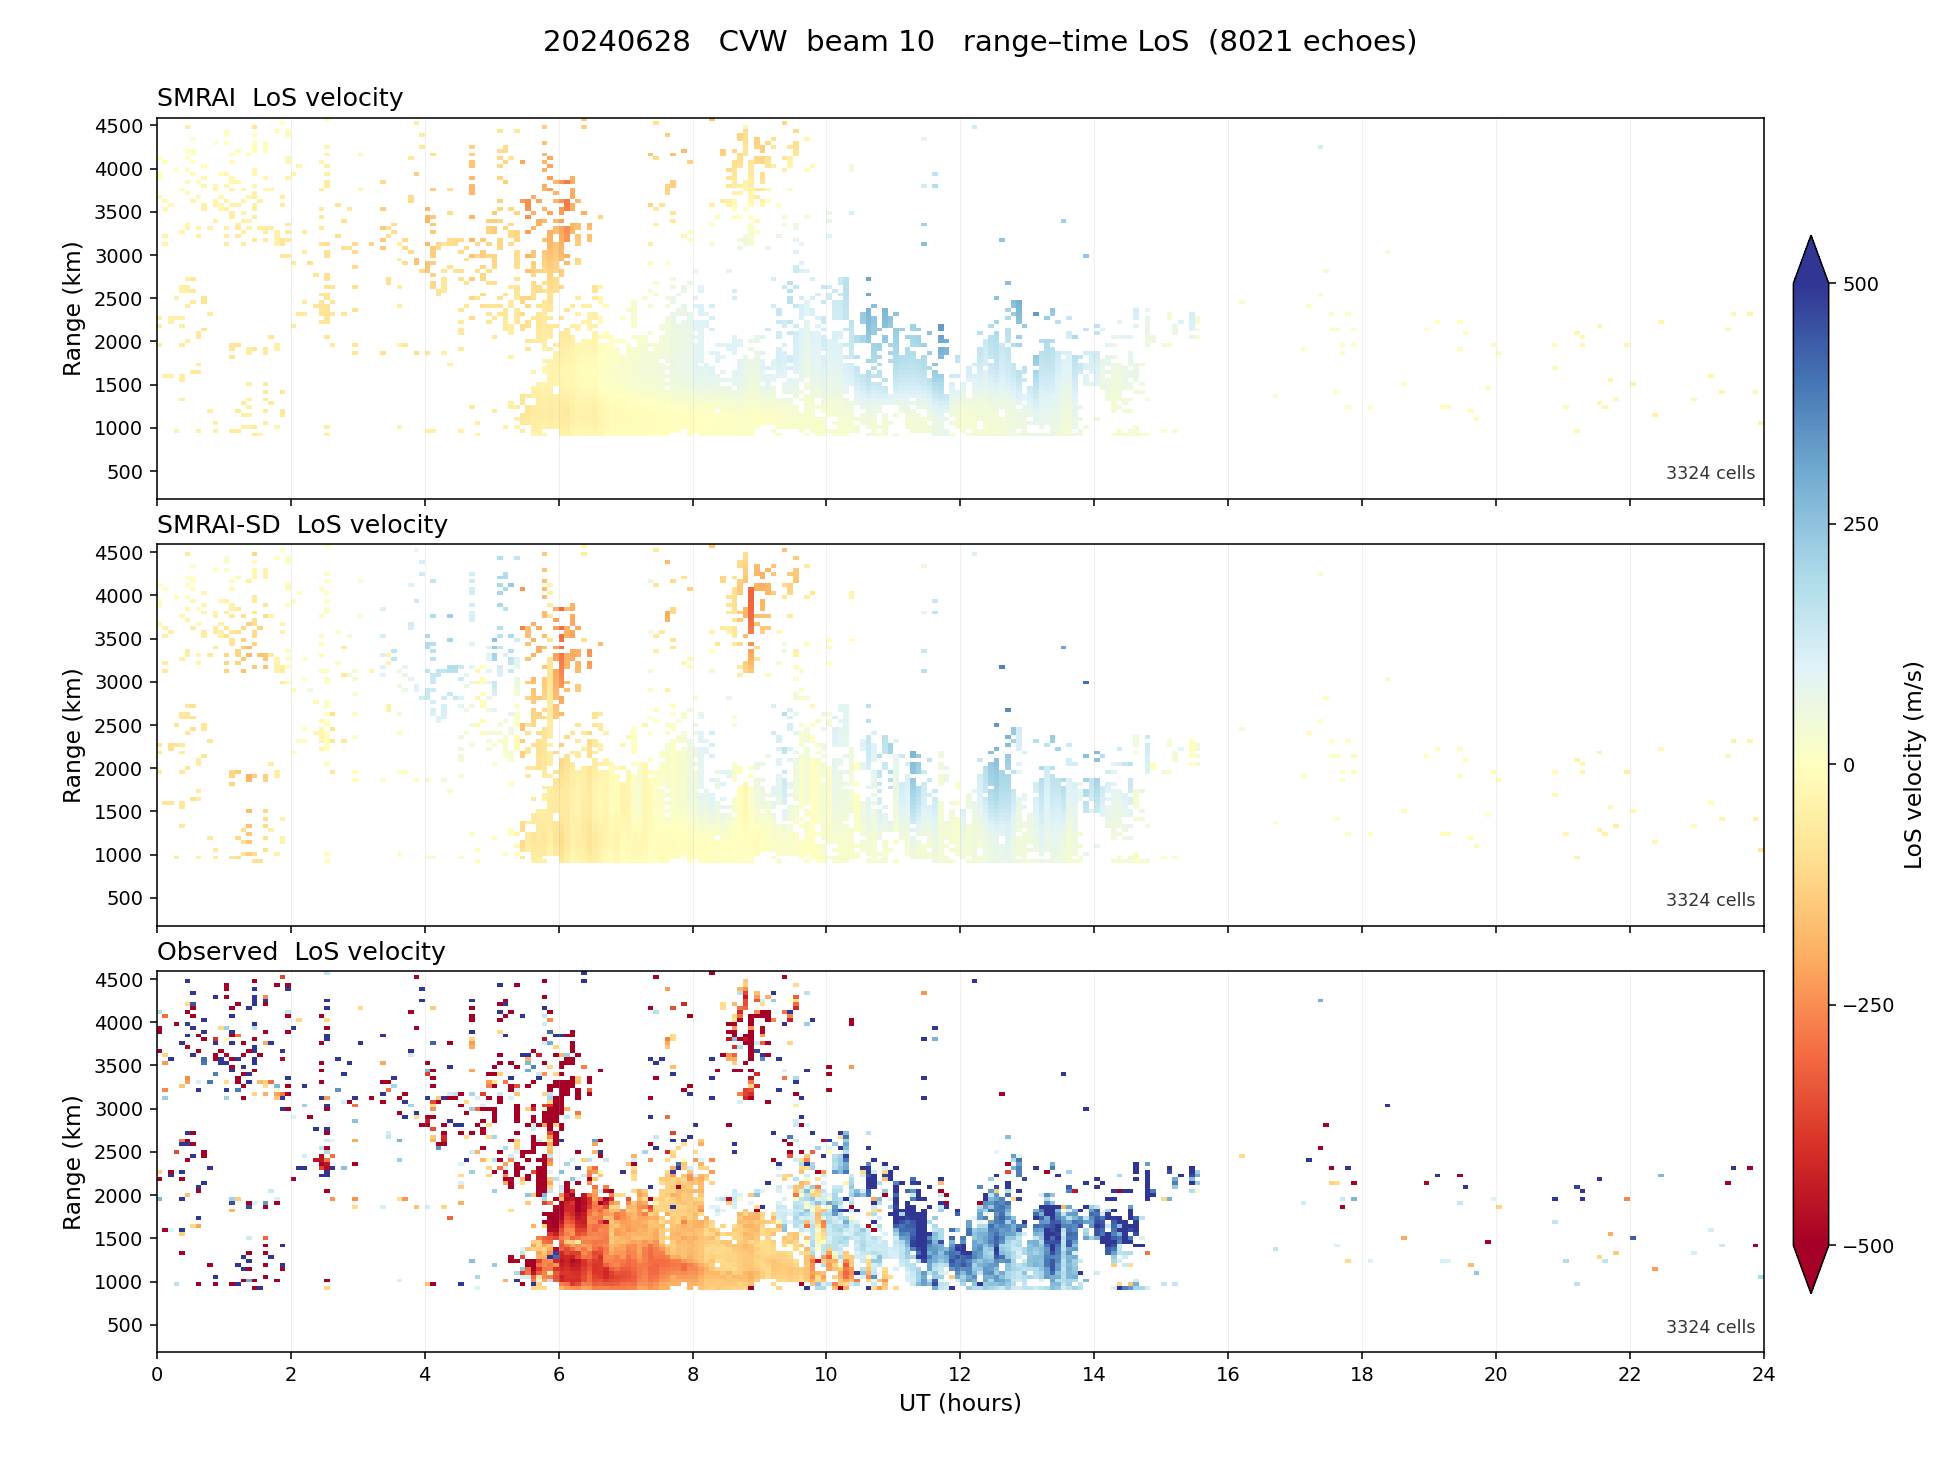 20240628   CVW  beam 10   range–time LoS  (8021 echoes)
SMRAI  LoS velocity
4500
4000
3500
3000
2500
2000
1500
1000
500
Range (km)
3324 cells
SMRAI-SD  LoS velocity
4500
4000
3500
3000
2500
2000
1500
1000
500
Range (km)
3324 cells
Observed  LoS velocity
4500
4000
3500
3000
2500
2000
1500
1000
500
Range (km)
3324 cells
0 2 4 6 8 10 12 14 16 18 20 22 24
UT (hours)
500
250
0
−250
−500
LoS velocity (m/s)